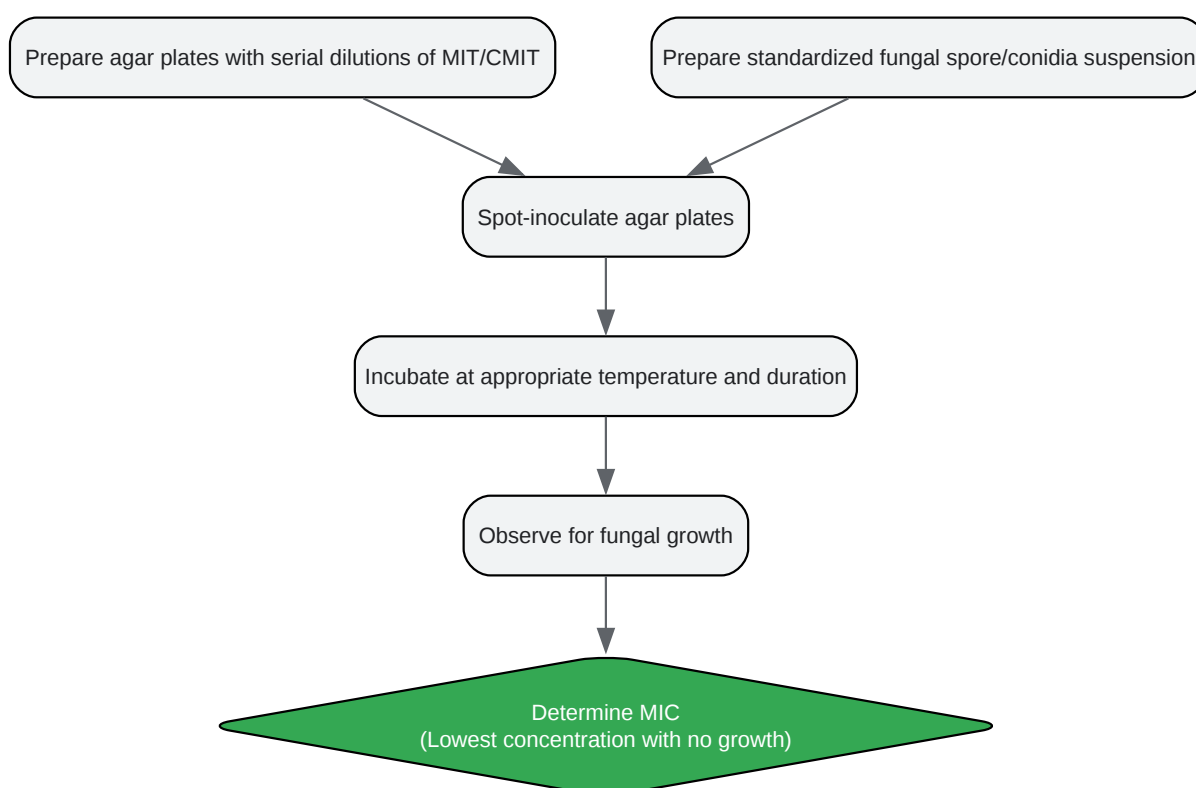 Prepare agar plates with serial dilutions of MIT/CMIT
Prepare standardized fungal spore/conidia suspension
Spot-inoculate agar plates
Incubate at appropriate temperature and duration
Observe for fungal growth
Determine MIC
(Lowest concentration with no growth)